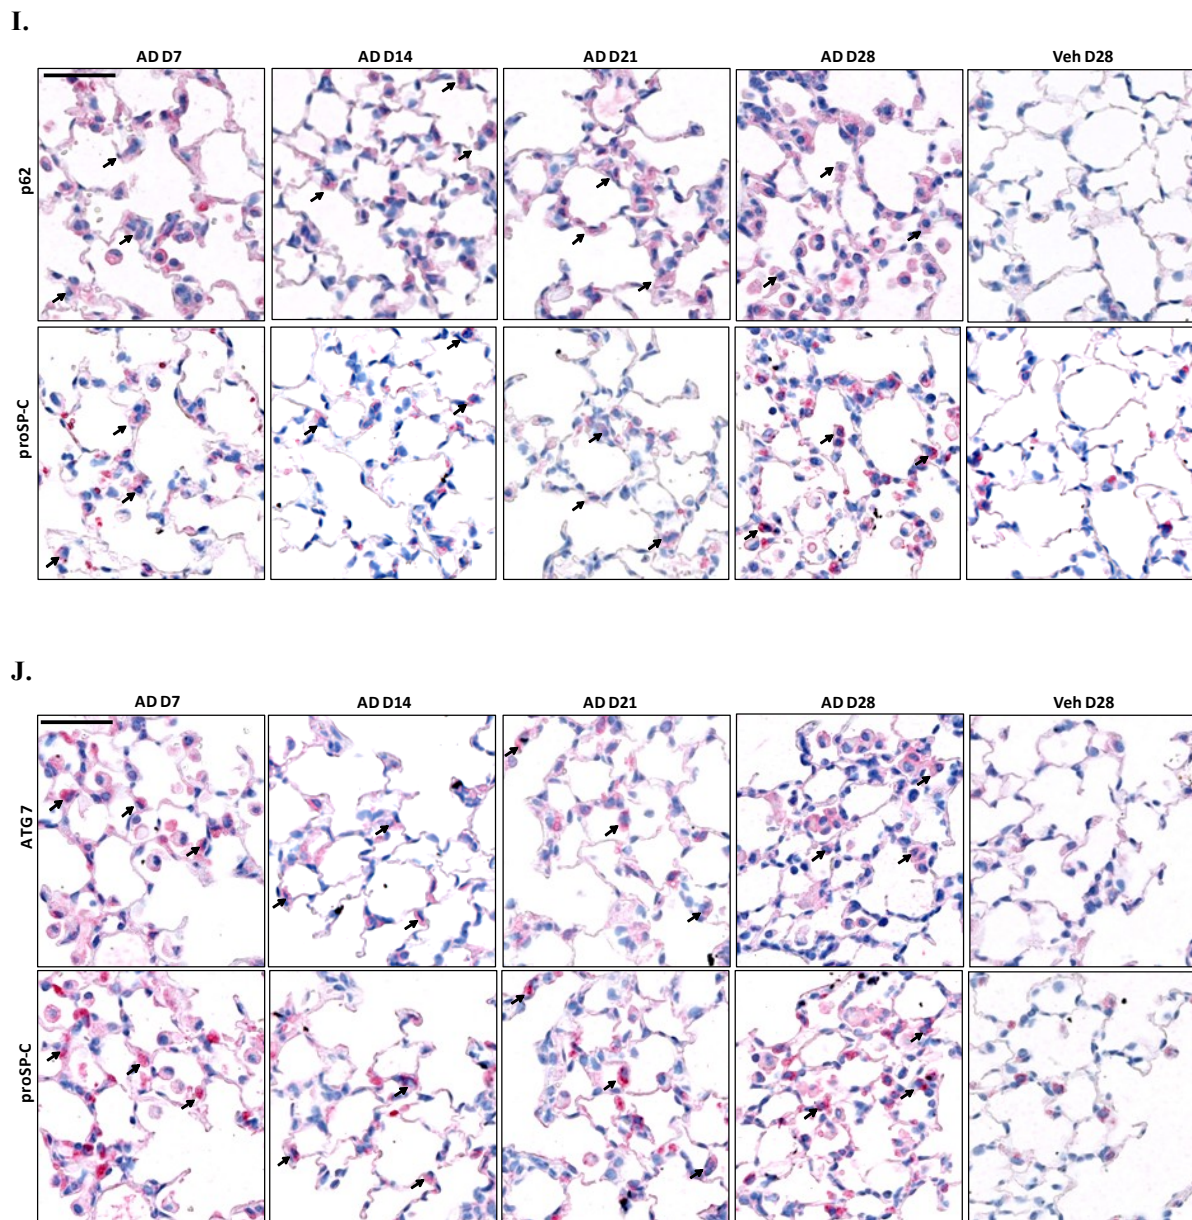 I.
AD D7 AD D14 AD D21 AD D28 Veh D28
p62
proSP-C
J.
AD D7 AD D14 AD D21 AD D28 Veh D28
ATG 7
proSP-C